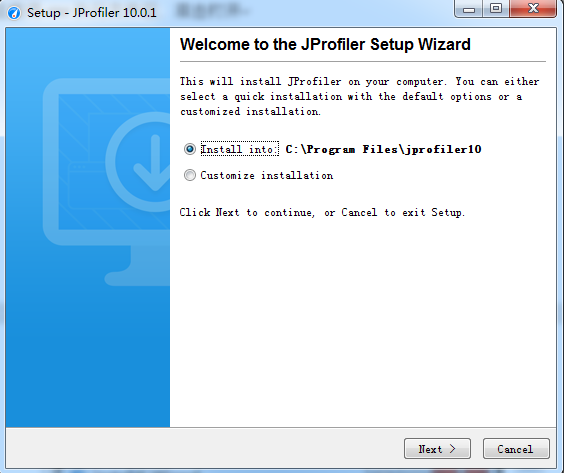 Setup - JProfiler 10.0.1
Welcome to the JProfiler Setup Wizard
This will install JProfiler on your computer. You can either
select a quick installation with the default options or a
customized installation.
Install into: C:\Program Files\jprofiler10
Customize installation
Click Next to continue, or Cancel to exit Setup.
Next > Cancel